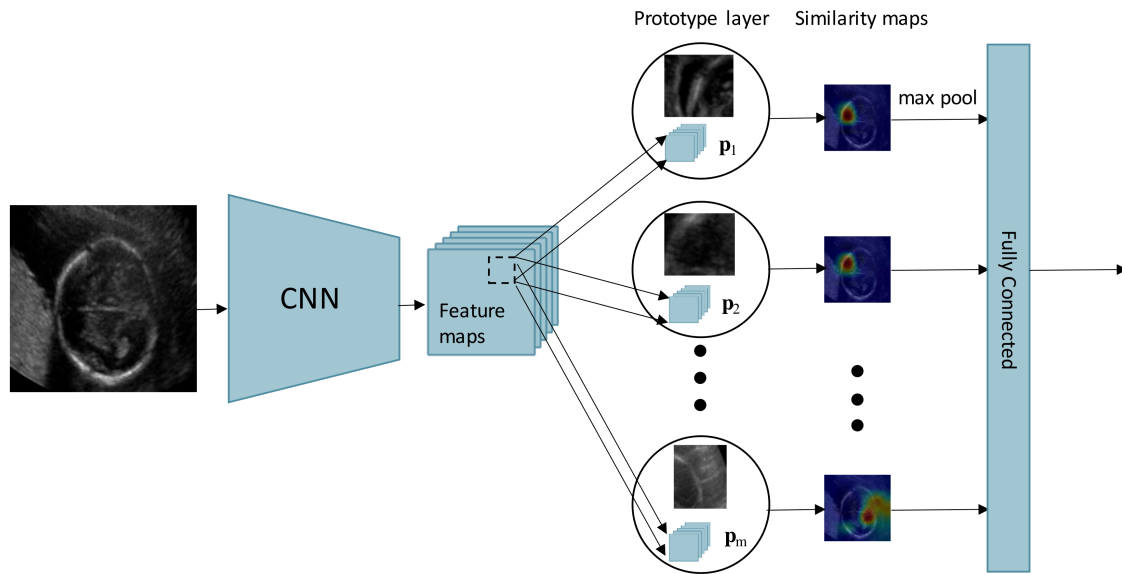 Prototype layer
Similarity maps
max pool
p1
CNN
Feature
maps
p2
Fully Connected
pm